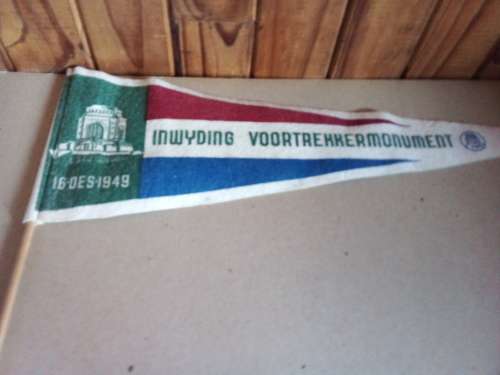 INWYDING VOORTREKKERMONUMENT
16·DES·1949